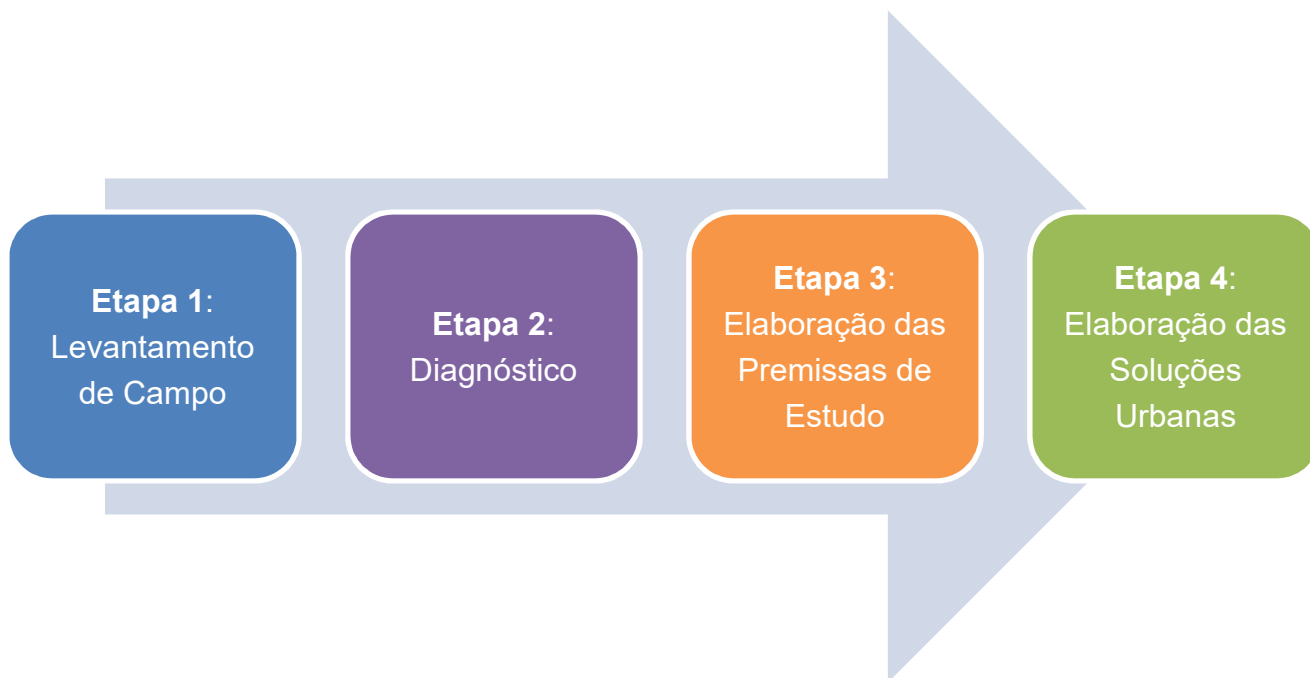 Etapa 1:
Levantamento
de Campo
Etapa 2:
Diagnóstico
Etapa 3:
Elaboração das
Premissas de
Estudo
Etapa 4:
Elaboração das
Soluções
Urbanas